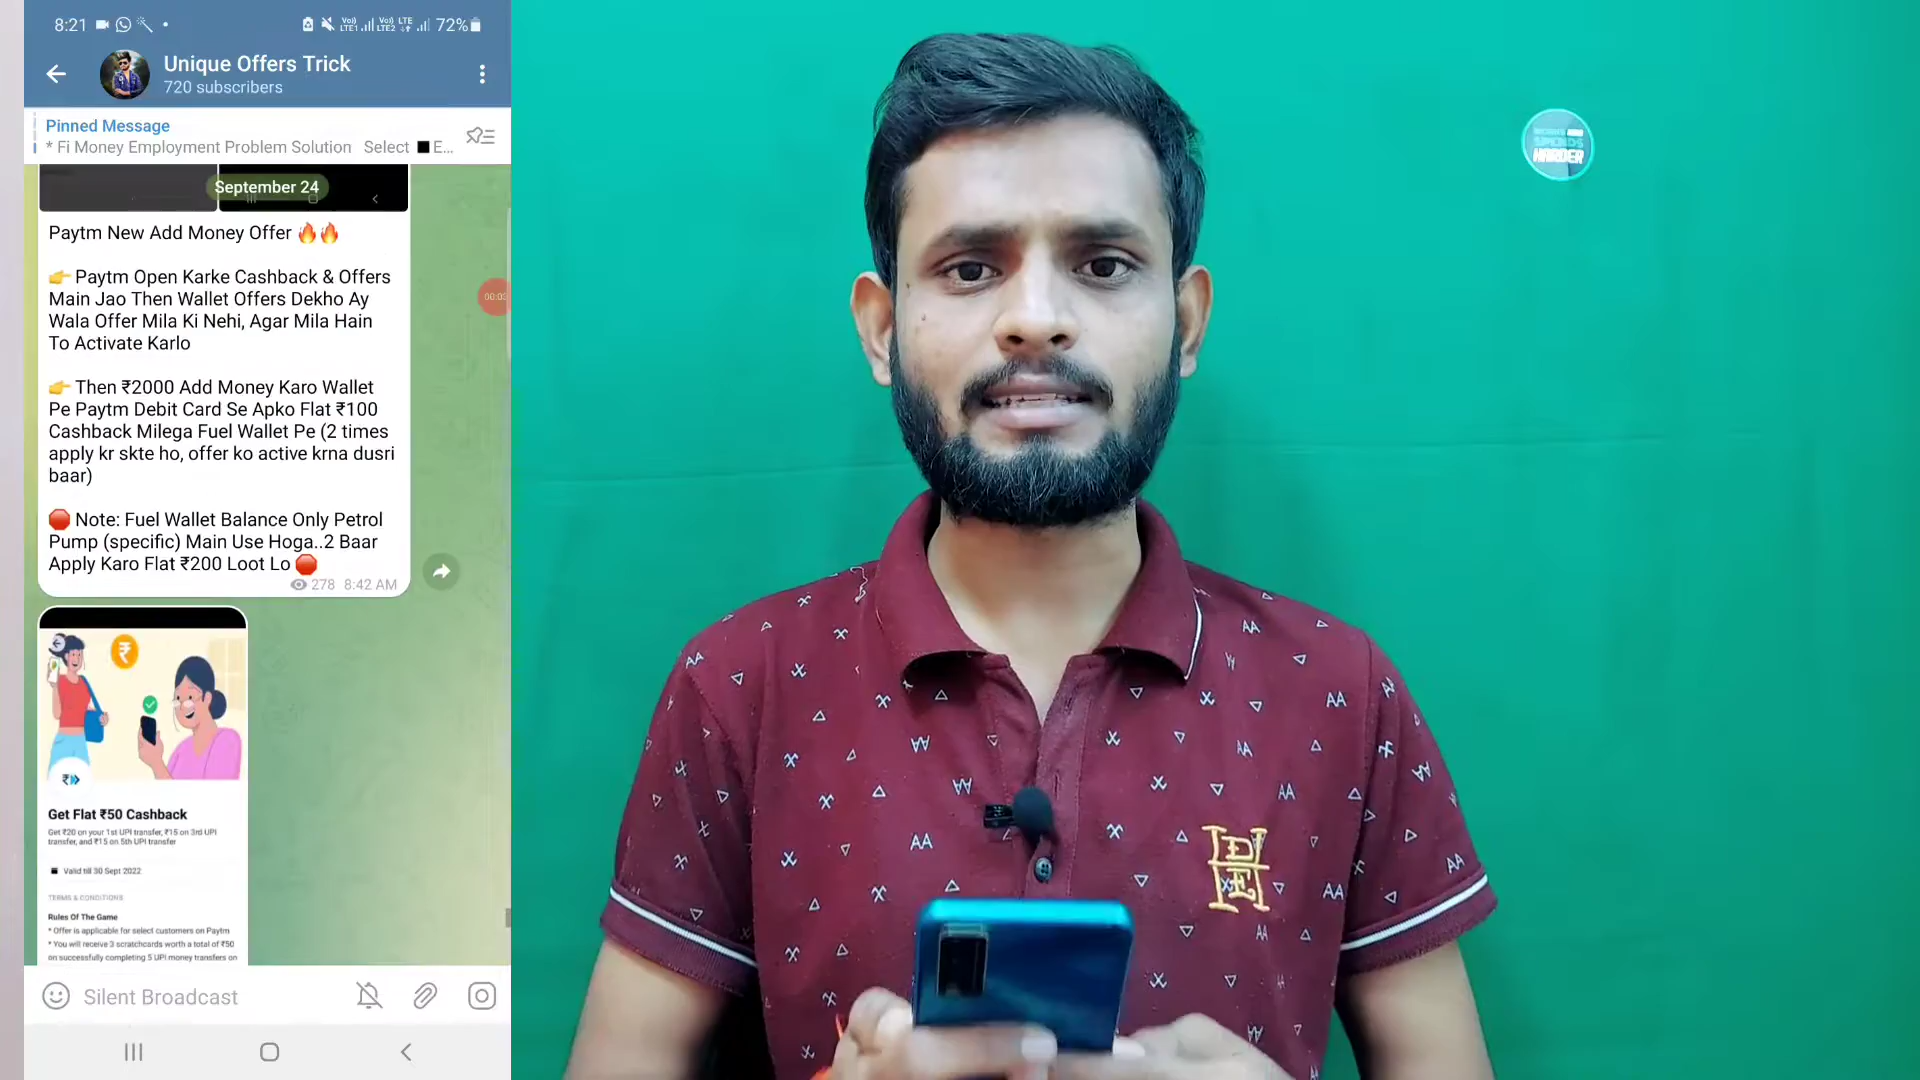 8:21
Vo)) LTE1 Vo)) LTE2 LTE 72%
Unique Offers Trick
720 subscribers
Pinned Message
* Fi Money Employment Problem Solution Select ■ E...
September 24
Paytm New Add Money Offer 🔥🔥
👉 Paytm Open Karke Cashback & Offers
Main Jao Then Wallet Offers Dekho Ay
Wala Offer Mila Ki Nehi, Agar Mila Hain
To Activate Karlo
👉 Then ₹2000 Add Money Karo Wallet
Pe Paytm Debit Card Se Apko Flat ₹100
Cashback Milega Fuel Wallet Pe (2 times
apply kr skte ho, offer ko active krna dusri
baar)
🛑 Note: Fuel Wallet Balance Only Petrol
Pump (specific) Main Use Hoga..2 Baar
Apply Karo Flat ₹200 Loot Lo 🛑
278 8:42 AM
Get Flat ₹50 Cashback
Get ₹20 on your 1st UPI transfer, ₹15 on 3rd UPI
transfer, and ₹15 on 5th UPI transfer
Valid till 30 Sept 2022
TERMS & CONDITIONS
Rules Of The Game
* Offer is applicable for select customers on Paytm
* You will receive 3 scratchcards worth a total of ₹50
on successfully completing 5 UPI money transfers on
Silent Broadcast
HARDER